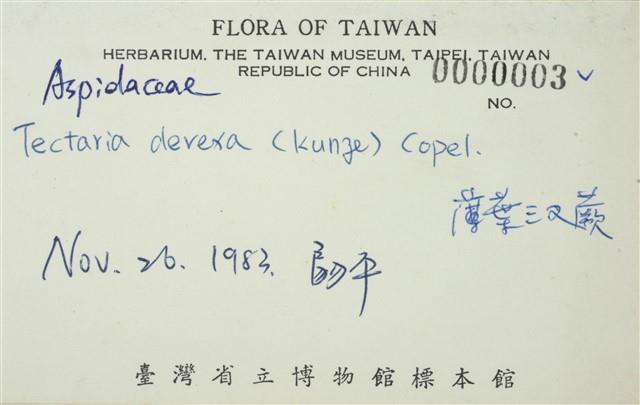 FLORA OF TAIWAN
HERBARIUM, THE TAIWAN MUSEUM, TAIPEI, TAIWAN
REPUBLIC OF CHINA 0000003
Aspidaceae
NO.
Tectaria devexa (Kunze) Copel.
薄葉三叉蕨
Nov. 26. 1983.
臺灣省立博物館標本館